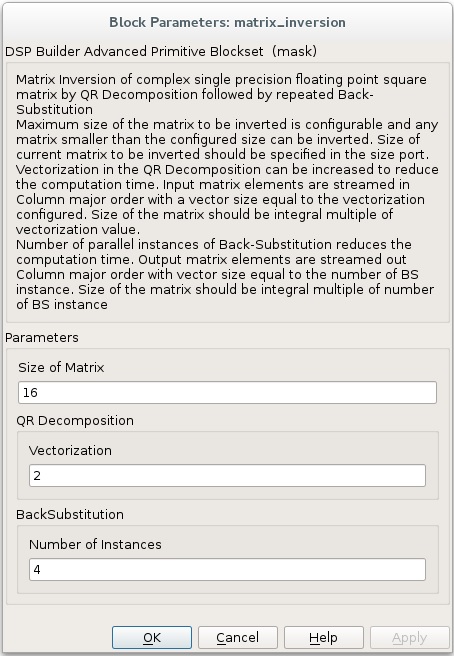 Block Parameters: matrix_inversion
DSP Builder Advanced Primitive Blockset (mask)
Matrix Inversion of complex single precision floating point square
matrix by QR Decomposition followed by repeated Back-
Substitution
Maximum size of the matrix to be inverted is configurable and any
matrix smaller than the configured size can be inverted. Size of
current matrix to be inverted should be specified in the size port.
Vectorization in the QR Decomposition can be increased to reduce
the computation time. Input matrix elements are streamed in
Column major order with a vector size equal to the vectorization
configured. Size of the matrix should be integral multiple of
vectorization value.
Number of parallel instances of Back-Substitution reduces the
computation time. Output matrix elements are streamed out
Column major order with vector size equal to the number of BS
instance. Size of the matrix should be integral multiple of number
of BS instance
Parameters
Size of Matrix
16
QR Decomposition
Vectorization
2
BackSubstitution
Number of Instances
4
OK Cancel Help Apply